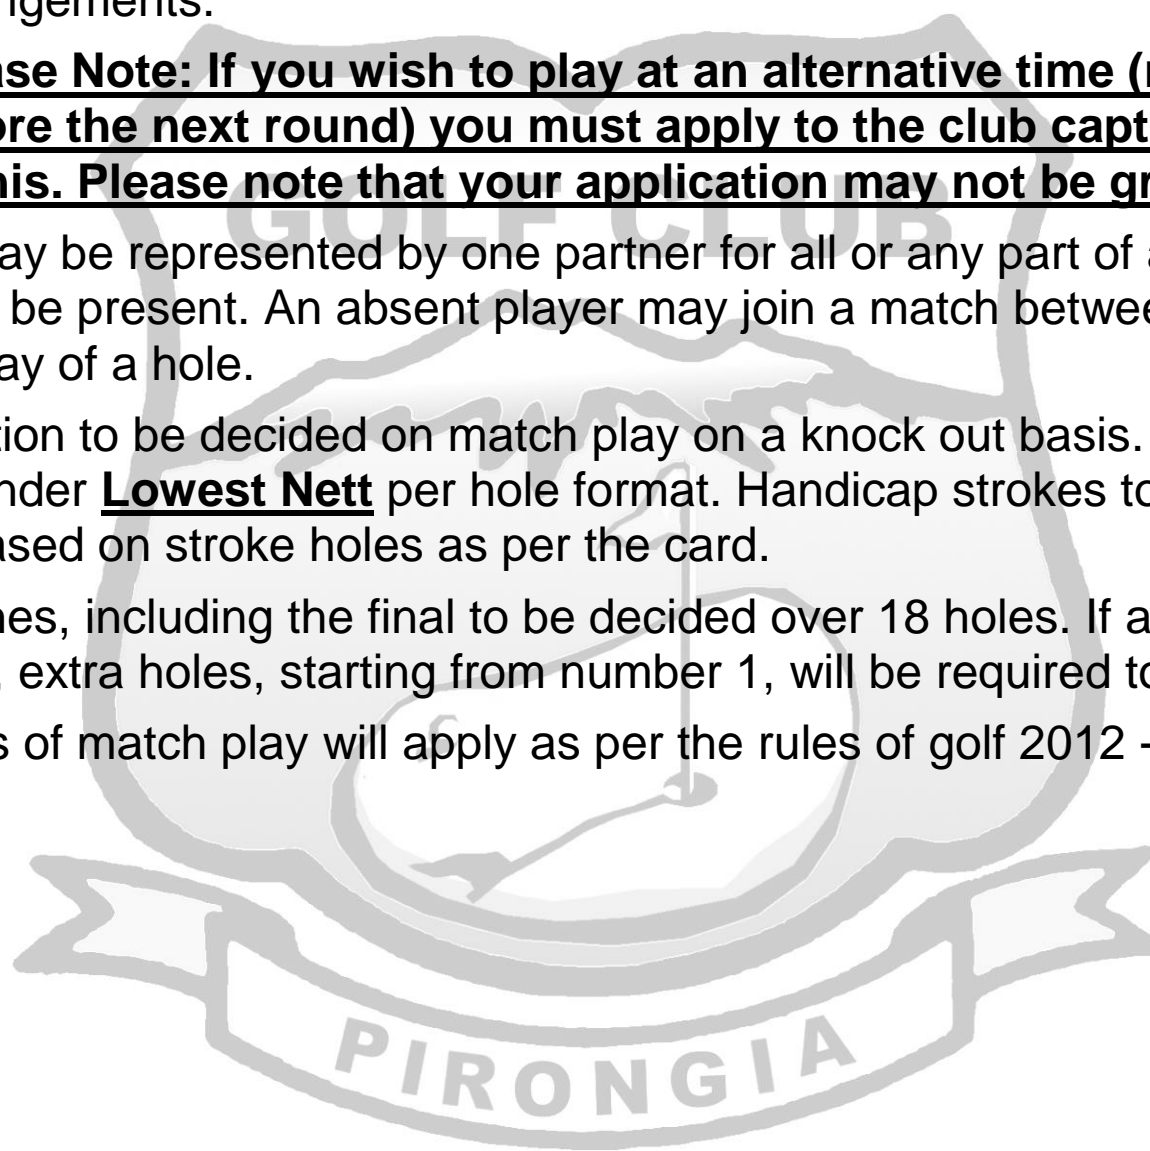 ngements.
ase Note: If you wish to play at an alternative time (
ore the next round) you must apply to the club capt
his. Please note that your application may not be gr
GOLF CLUB
ay be represented by one partner for all or any part of a
be present. An absent player may join a match betwee
ay of a hole.
tion to be decided on match play on a knock out basis.
nder Lowest Nett per hole format. Handicap strokes to
ased on stroke holes as per the card.
nes, including the final to be decided over 18 holes. If a
, extra holes, starting from number 1, will be required to
s of match play will apply as per the rules of golf 2012 -
PIRONGIA